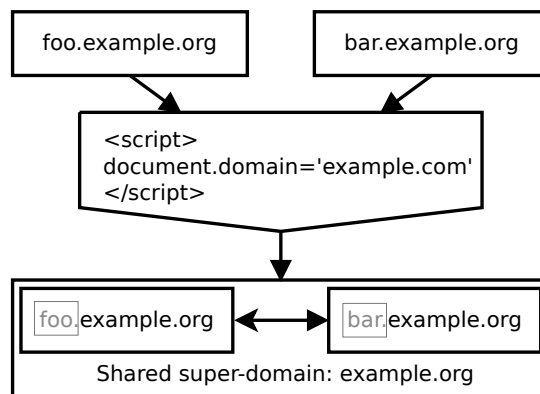 foo.example.org
bar.example.org
<script>
document.domain='example.com'
</script>
foo.example.org
bar.example.org
Shared super-domain: example.org